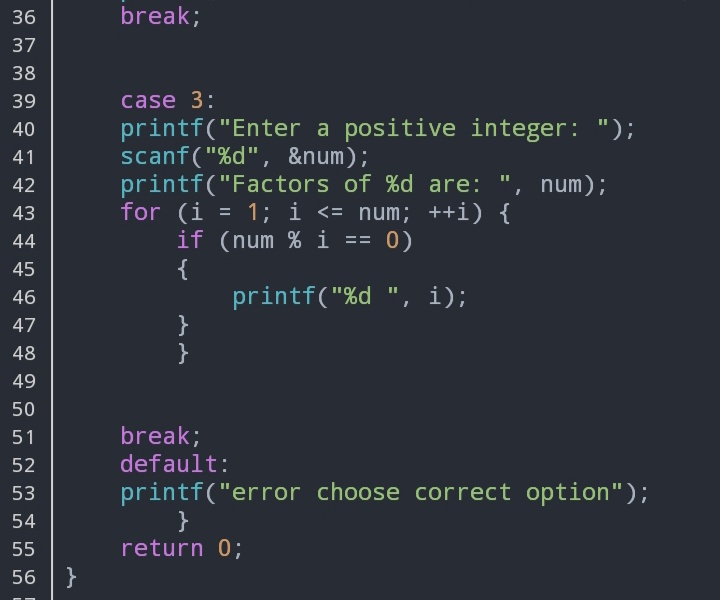 36 break;
37
38
39 case 3:
40 printf("Enter a positive integer: ");
41 scanf("%d", &num);
42 printf("Factors of %d are: ", num);
43 for (i = 1; i <= num; ++i) {
44 if (num % i == 0)
45 {
46 printf("%d ", i);
47 }
48 }
49
50
51 break;
52 default:
53 printf("error choose correct option");
54 }
55 return 0;
56 }